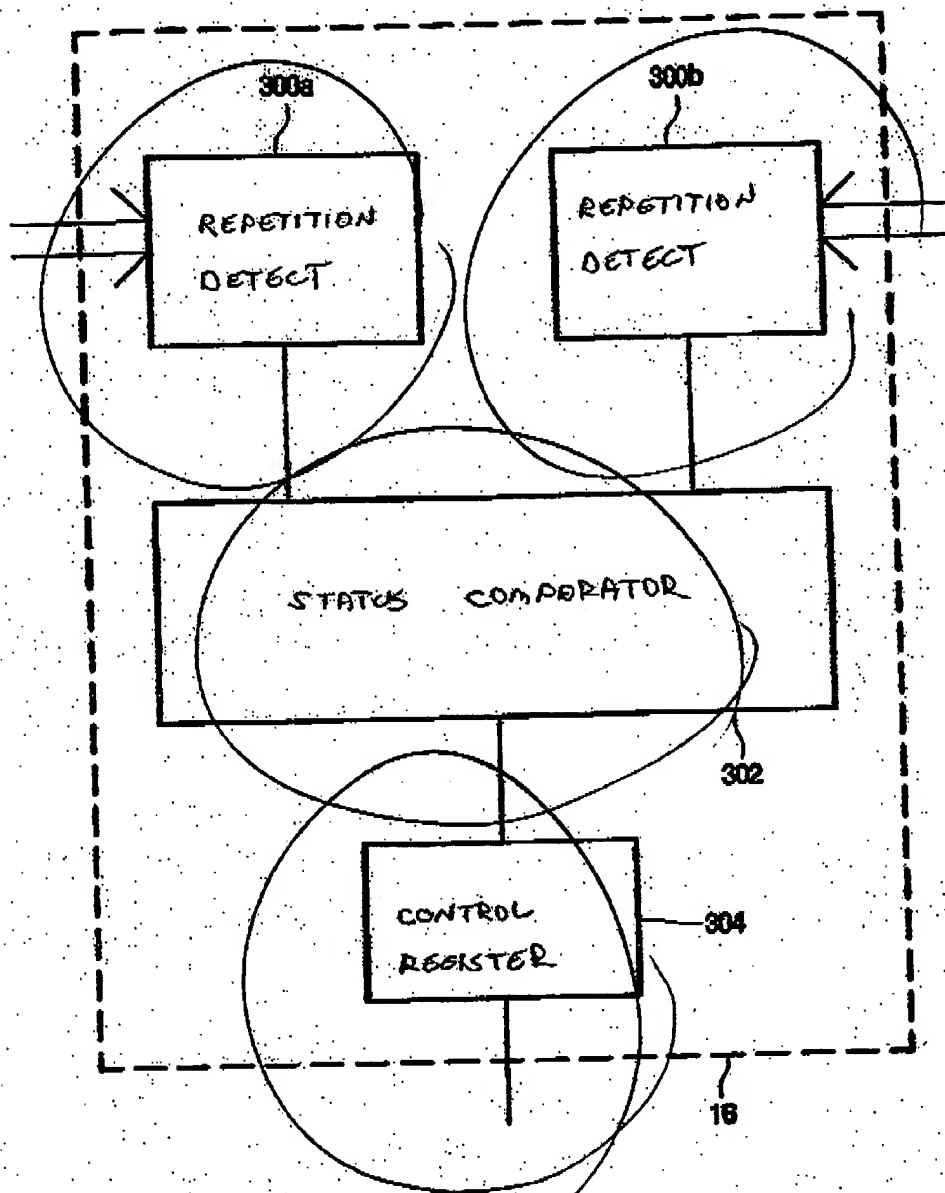 300a
300b
REPETITION
DETECT
REPETITION
DETECT
STATUS COMPARATOR
302
CONTROL
REGISTER
304
16